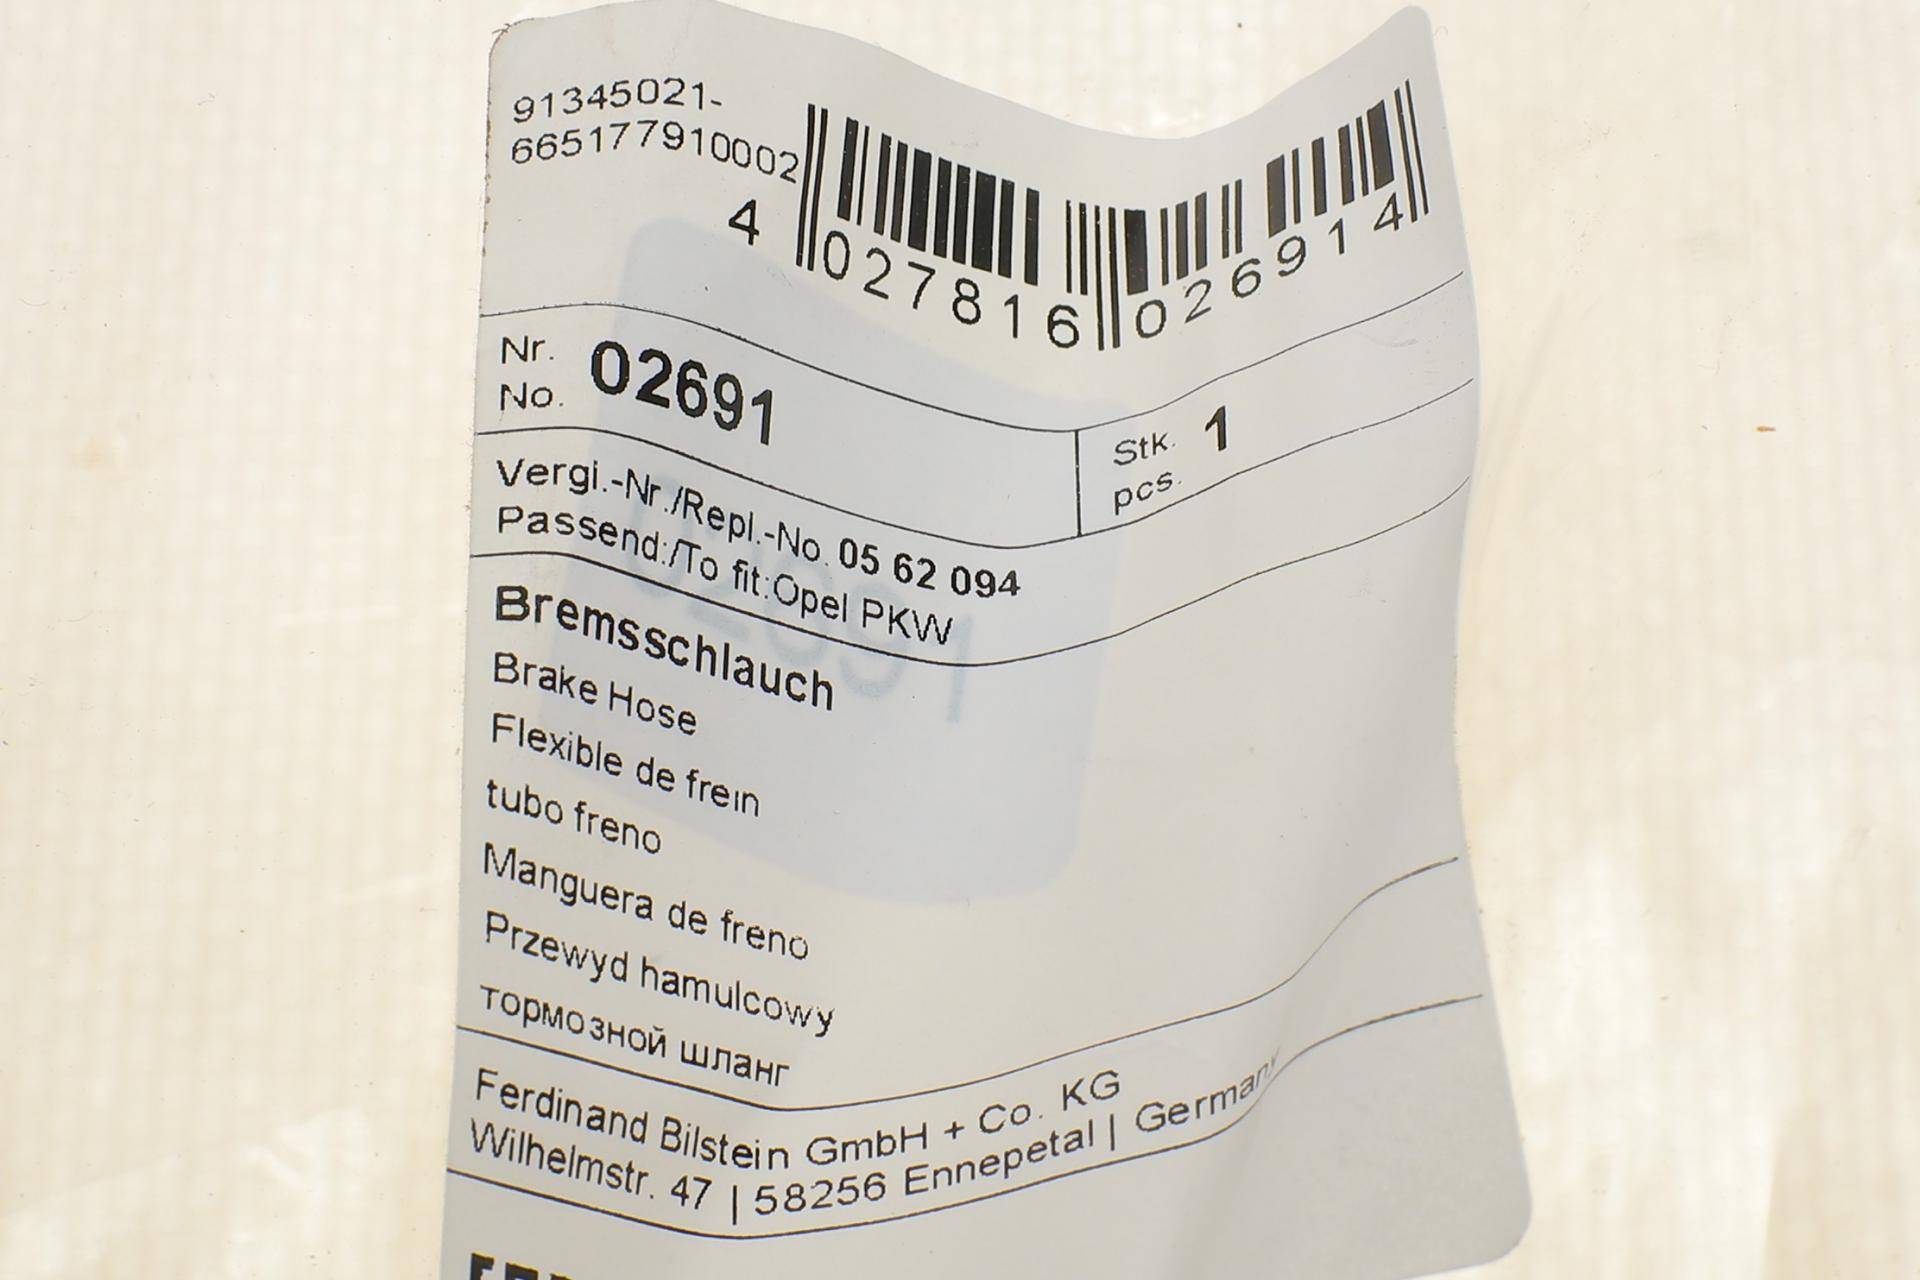 91345021-
665177910002
4 027816 026914
Nr.
No. 02691
Stk.
pcs. 1
Vergl.-Nr./Repl.-No. 05 62 094
Passend:/To fit:Opel PKW
Bremsschlauch
Brake Hose
Flexible de frein
tubo freno
Manguera de freno
Przewyd hamulcowy
тормозной шланг
Ferdinand Bilstein GmbH + Co. KG
Wilhelmstr. 47 | 58256 Ennepetal | Germany
02691